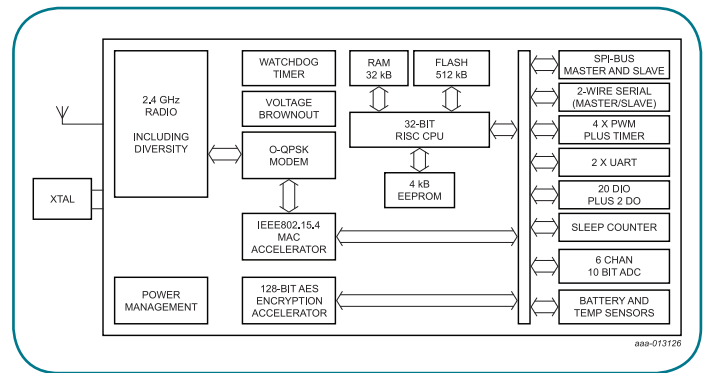 2.4 GHz
RADIO
INCLUDING
DIVERSITY
XTAL
POWER
MANAGEMENT
WATCHDOG
TIMER
VOLTAGE
BROWNOUT
O-QPSK
MODEM
IEEE802.15.4
MAC
ACCELERATOR
128-BIT AES
ENCRYPTION
ACCELERATOR
RAM
32 kB
FLASH
512 kB
32-BIT
RISC CPU
4 kB
EEPROM
SPI-BUS
MASTER AND SLAVE
2-WIRE SERIAL
(MASTER/SLAVE)
4 X PWM
PLUS TIMER
2 X UART
20 DIO
PLUS 2 DO
SLEEP COUNTER
6 CHAN
10 BIT ADC
BATTERY AND
TEMP SENSORS
aaa-013126